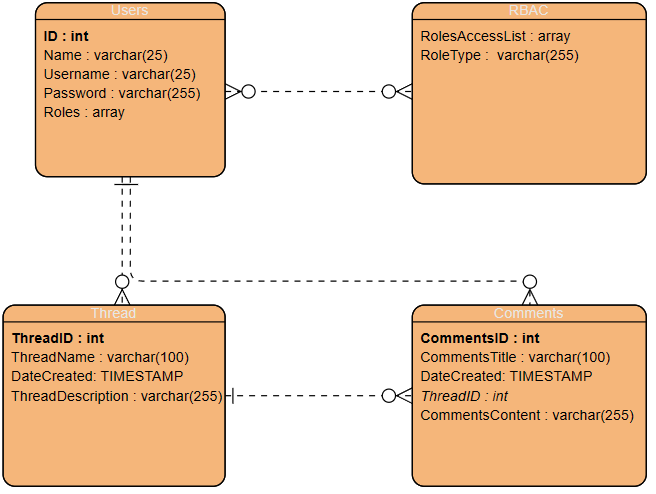 Users
ID : int
Name : varchar(25)
Username : varchar(25)
Password : varchar(255)
Roles : array
RBAC
RolesAccessList : array
RoleType :  varchar(255)
Thread
ThreadID : int
ThreadName : varchar(100)
DateCreated: TIMESTAMP
ThreadDescription : varchar(255)
Comments
CommentsID : int
CommentsTitle : varchar(100)
DateCreated: TIMESTAMP
ThreadID : int
CommentsContent : varchar(255)